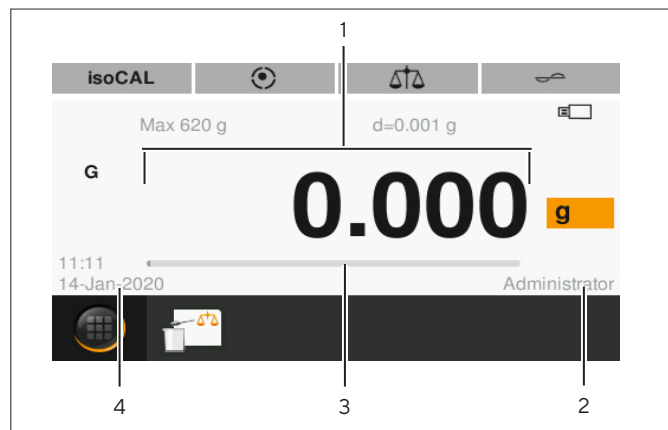 1
isoCAL
Max 620 g d=0.001 g
G
0.000 g
11:11
14-Jan-2020 Administrator
4 3 2